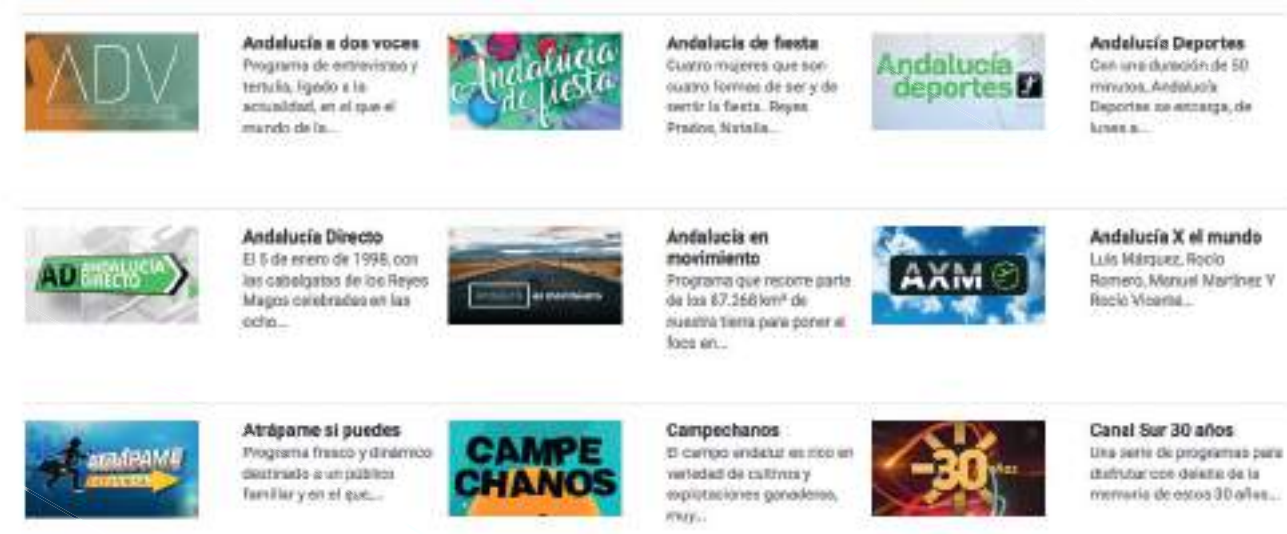 ADV
Andalucía a dos voces
Programa de entrevistas y
tertulia, ligado a la
actualidad, en el que el
mundo de la...
Andalucía
de fiesta
Andalucía de fiesta
Cuatro mujeres que son
cuatro formas de ser y de
sentir la fiesta. Reyes
Prados, Natalia...
Andalucía
deportes
Andalucía Deportes
Con una duración de 50
minutos, Andalucía
Deportes se encarga, de
lunes a...
AD ANDALUCÍA
DIRECTO
Andalucía Directo
El 5 de enero de 1998, con
las cabalgatas de los Reyes
Magos celebradas en las
ocho...
en movimiento
Andalucía en
movimiento
Programa que recorre parte
de los 87.268 km² de
nuestra tierra para poner el
foco en...
AXM
Andalucía X el mundo
Luis Márquez, Rocío
Romero, Manuel Martínez Y
Rocío Vicente...
ATRÁPAME
SI PUEDES
Atrápame si puedes
Programa fresco y dinámico
destinado a un público
familiar y en el que,...
CAMPE
CHANOS
Campechanos
El campo andaluz es rico en
variedad de cultivos y
explotaciones ganaderas,
muy...
30 años
Canal Sur 30 años
Una serie de programas para
disfrutar con deleite de la
memoria de estos 30 años...